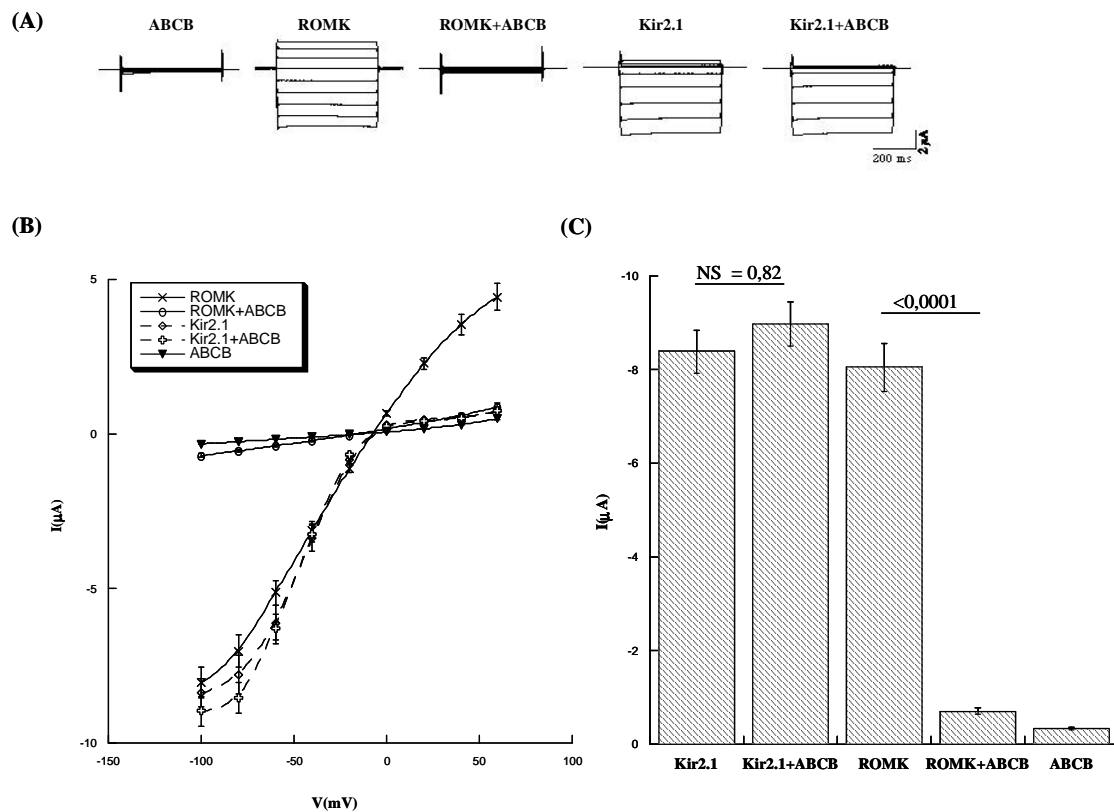 (A)
ABCB ROMK ROMK+ABCB Kir2.1 Kir2.1+ABCB
2 μA
200 ms
(B)
(C)
5
0
-5
-10
I(μA)
ROMK
ROMK+ABCB
Kir2.1
Kir2.1+ABCB
ABCB
-100 -50 0 50 100
V(mV)
-10
-8
-6
-4
-2
0
I(μA)
NS = 0,82
<0,0001
Kir2.1 Kir2.1+ABCB ROMK ROMK+ABCB ABCB